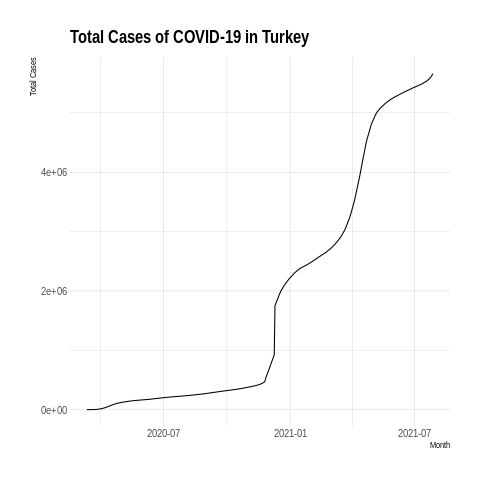 Total Cases of COVID-19 in Turkey
Total Cases
4e+06
2e+06
0e+00
2020-07
2021-01
2021-07
Month